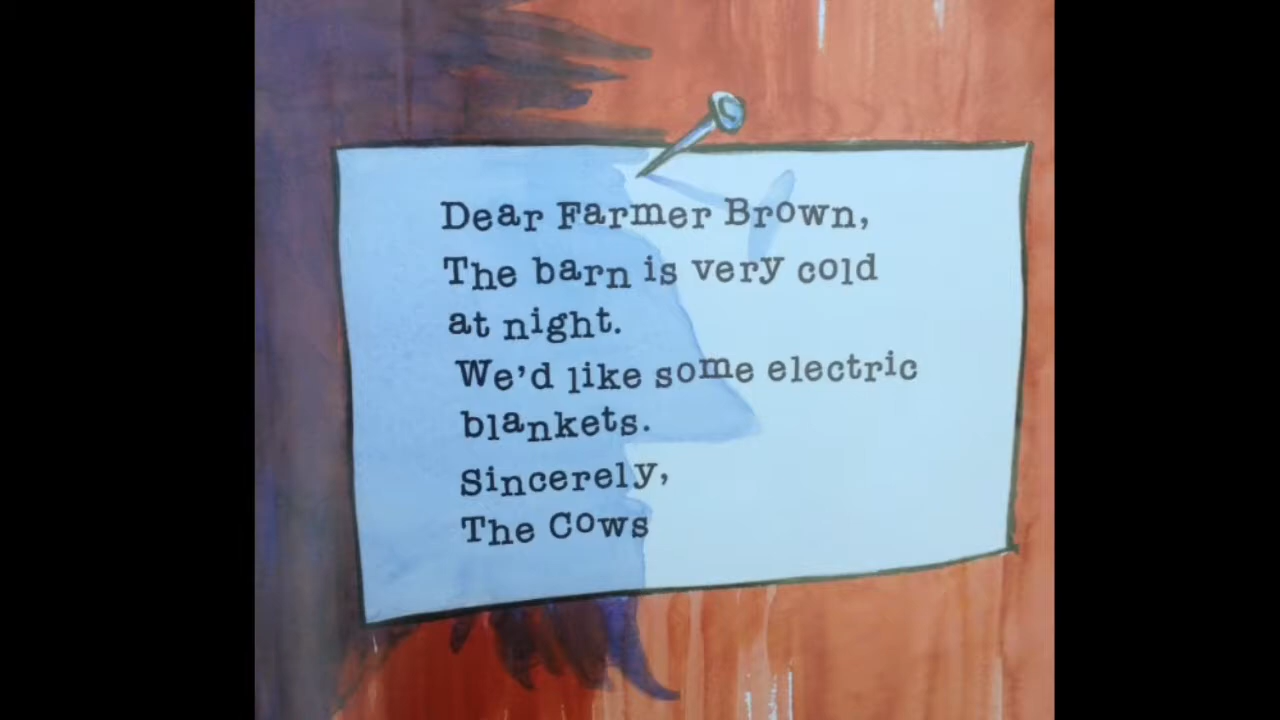 Dear Farmer Brown,
The barn is very cold
at night.
We'd like some electric
blankets.
Sincerely,
The Cows